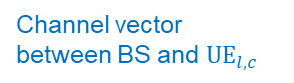 Channel vector
between BS and UE_{l,c}